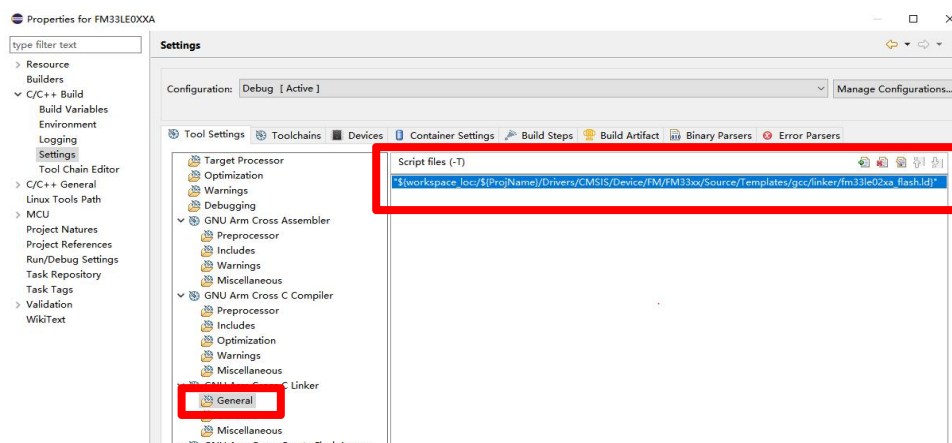 Properties for FM33LE0XXA
type filter text
Settings
Resource
Builders
C/C++ Build
Build Variables
Environment
Logging
Settings
Tool Chain Editor
C/C++ General
Linux Tools Path
MCU
Project Natures
Project References
Run/Debug Settings
Task Repository
Task Tags
Validation
WikiText
Configuration: Debug [ Active ]
Manage Configurations...
Tool Settings Toolchains Devices Container Settings Build Steps Build Artifact Binary Parsers Error Parsers
Target Processor
Optimization
Warnings
Debugging
GNU Arm Cross Assembler
Preprocessor
Includes
Warnings
Miscellaneous
GNU Arm Cross C Compiler
Preprocessor
Includes
Optimization
Warnings
Miscellaneous
GNU Arm Cross C Linker
General
Miscellaneous
Script files (-T)
"${workspace_loc:/${ProjName}/Drivers/CMSIS/Device/FM/FM33xx/Source/Templates/gcc/linker/fm33le02xa_flash.ld}"